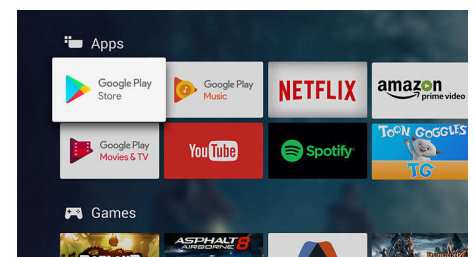 Apps
Google Play
Store
Google Play
Music
NETFLIX
amazon
prime video
Google Play
Movies & TV
YouTube
Spotify
TOON GOGGLES
TG
Games
ASPHALT 8
AIRBORNE